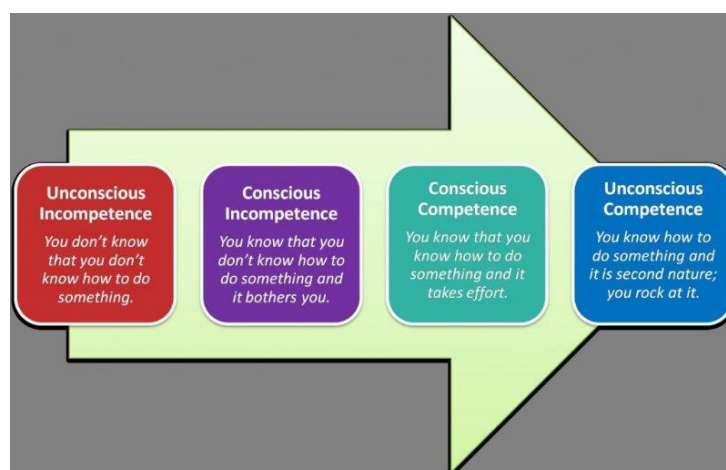 Unconscious
Incompetence
You don't know
that you don't
know how to do
something.
Conscious
Incompetence
You know that you
don't know how to
do something and
it bothers you.
Conscious
Competence
You know that you
know how to do
something and it
takes effort.
Unconscious
Competence
You know how to
do something and
it is second nature;
you rock at it.